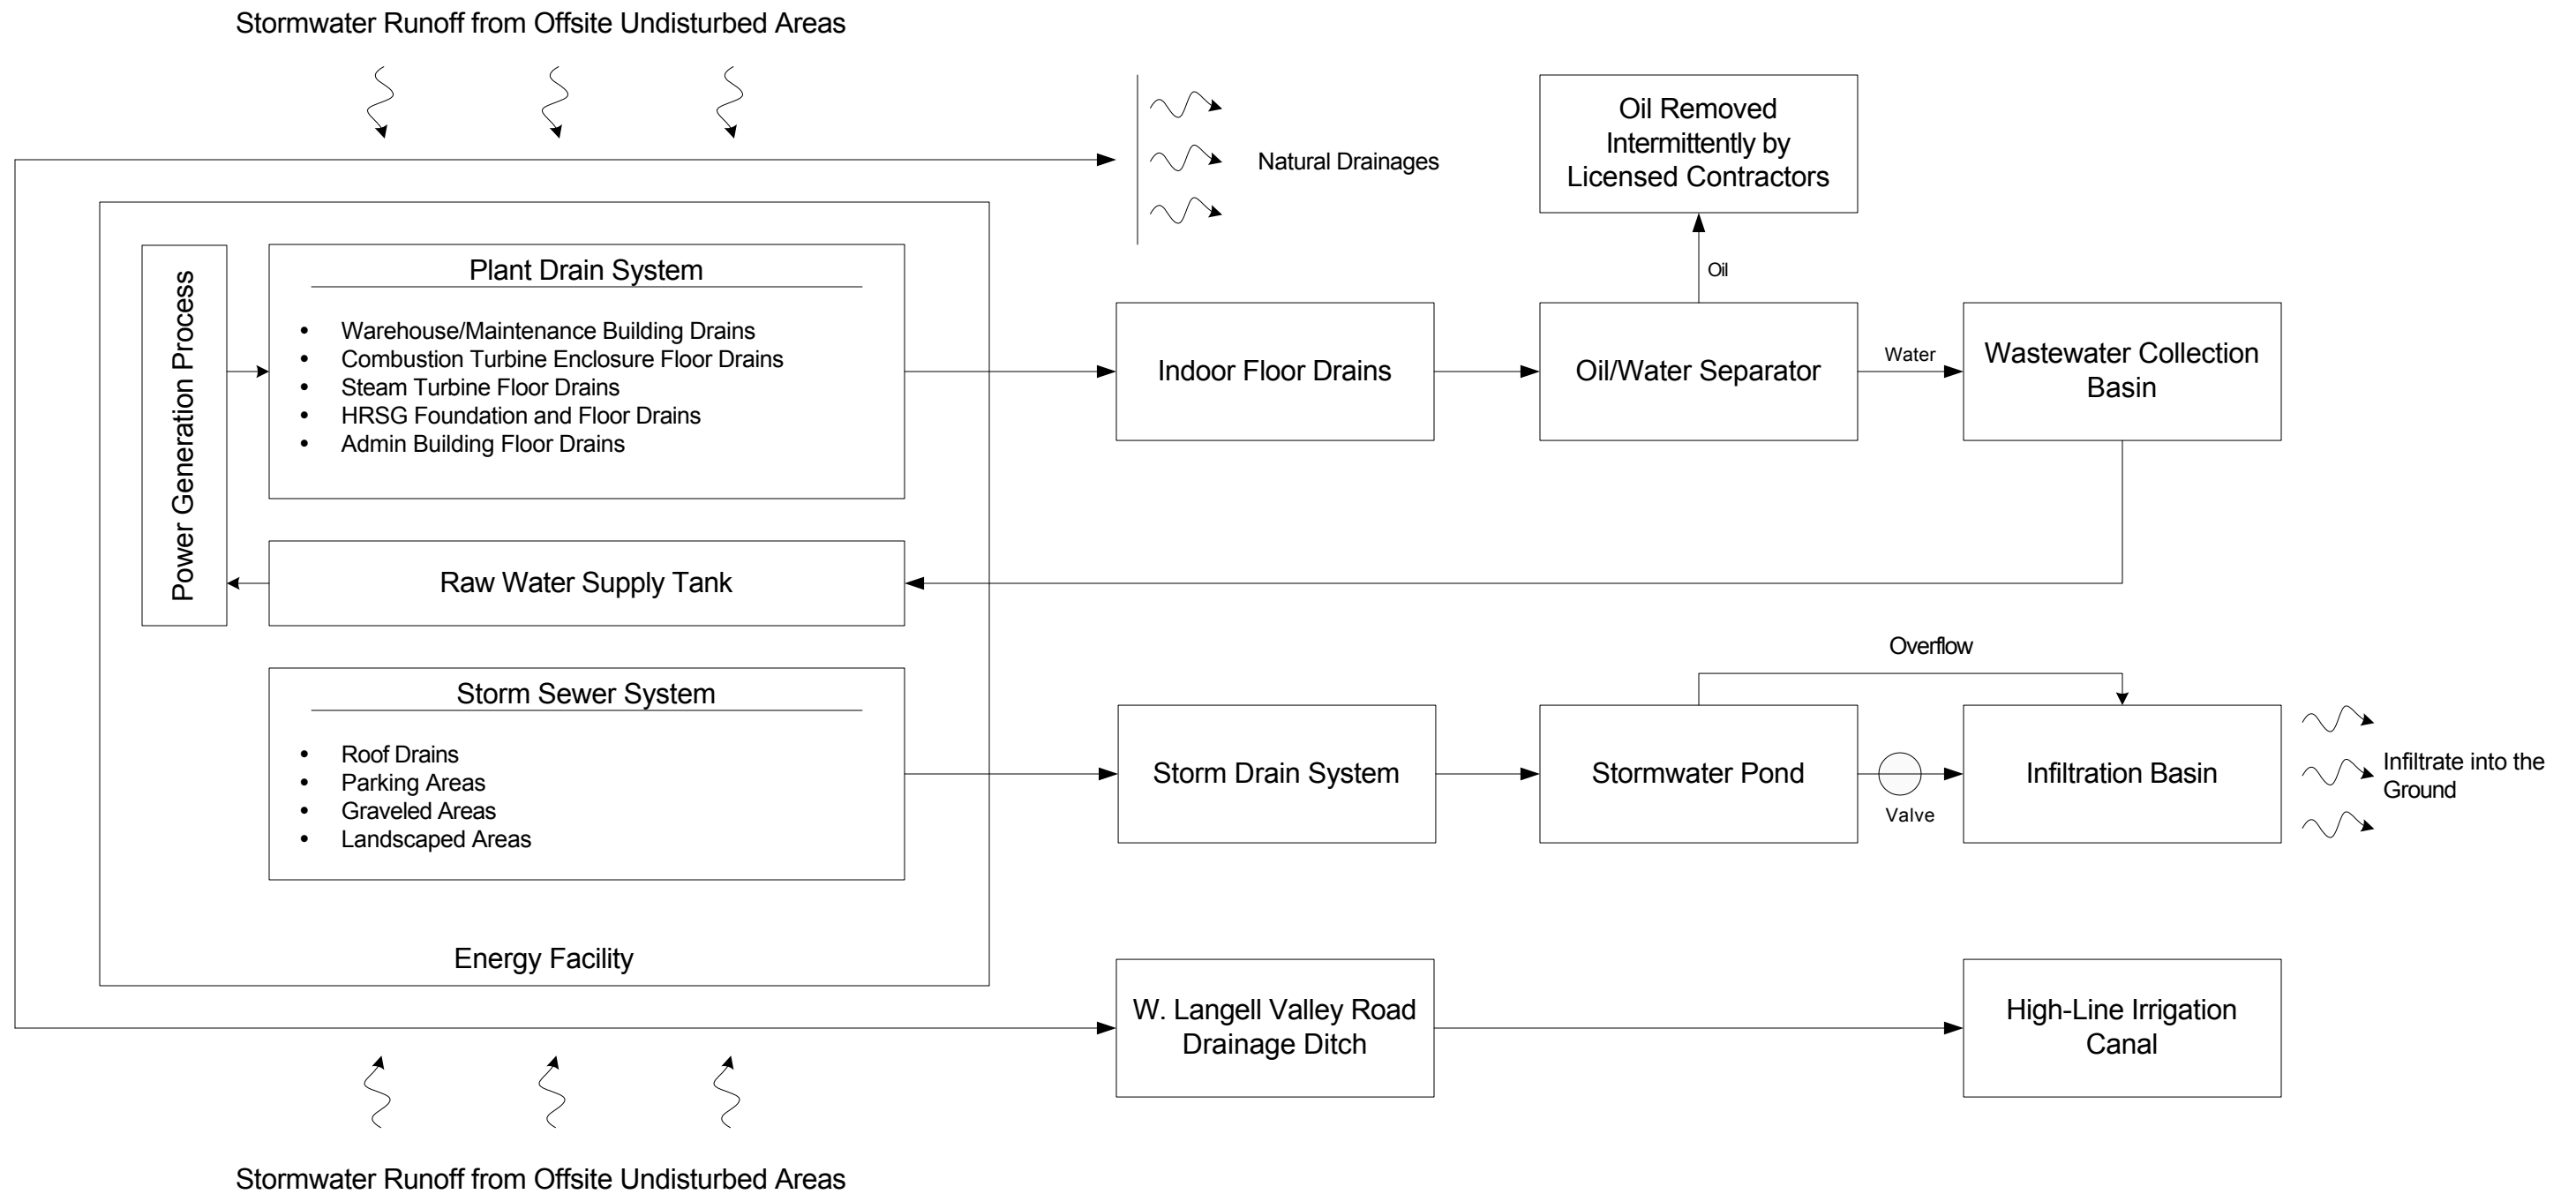 Stormwater Runoff from Offsite Undisturbed Areas
Natural Drainages
Oil Removed
Intermittently by
Licensed Contractors
Oil
Power Generation Process
Plant Drain System
• Warehouse/Maintenance Building Drains
• Combustion Turbine Enclosure Floor Drains
• Steam Turbine Floor Drains
• HRSG Foundation and Floor Drains
• Admin Building Floor Drains
Indoor Floor Drains
Oil/Water Separator
Water
Wastewater Collection
Basin
Raw Water Supply Tank
Storm Sewer System
• Roof Drains
• Parking Areas
• Graveled Areas
• Landscaped Areas
Storm Drain System
Stormwater Pond
Overflow
Valve
Infiltration Basin
Infiltrate into the
Ground
Energy Facility
W. Langell Valley Road
Drainage Ditch
High-Line Irrigation
Canal
Stormwater Runoff from Offsite Undisturbed Areas